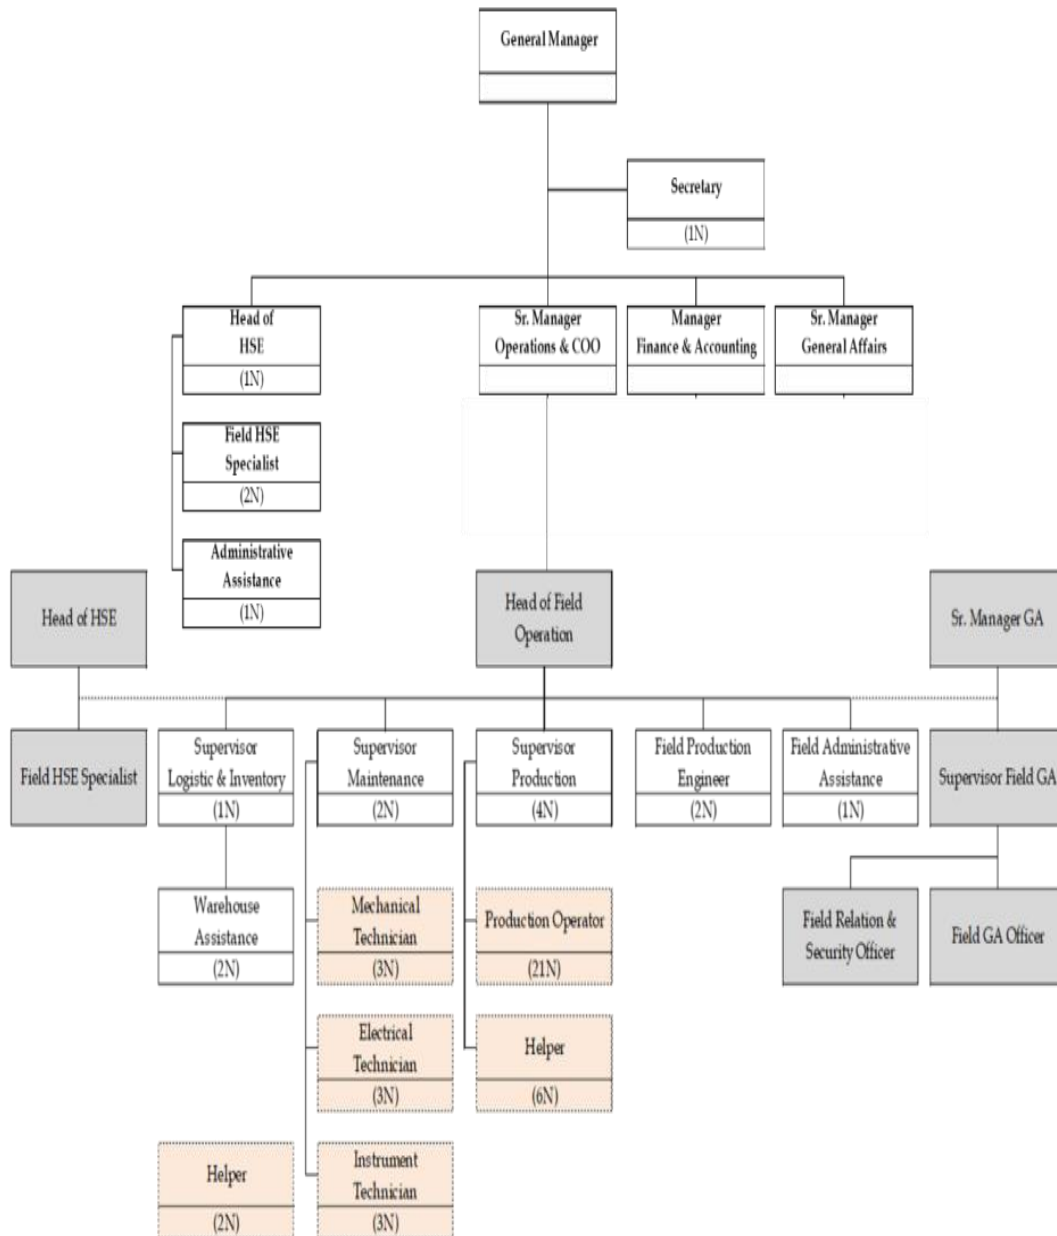 General Manager
Secretary
(1N)
Head of
HSE
(1N)
Sr. Manager
Operations & COO
Manager
Finance & Accounting
Sr. Manager
General Affairs
Field HSE
Specialist
(2N)
Administrative
Assistance
(1N)
Head of HSE
Head of Field
Operation
Sr. Manager GA
Field HSE Specialist
Supervisor
Logistic & Inventory
(1N)
Supervisor
Maintenance
(2N)
Supervisor
Production
(4N)
Field Production
Engineer
(2N)
Field Administrative
Assistance
(1N)
Supervisor Field GA
Warehouse
Assistance
(2N)
Mechanical
Technician
(3N)
Production Operator
(21N)
Field Relation &
Security Officer
Field GA Officer
Electrical
Technician
(3N)
Helper
(6N)
Helper
(2N)
Instrument
Technician
(3N)